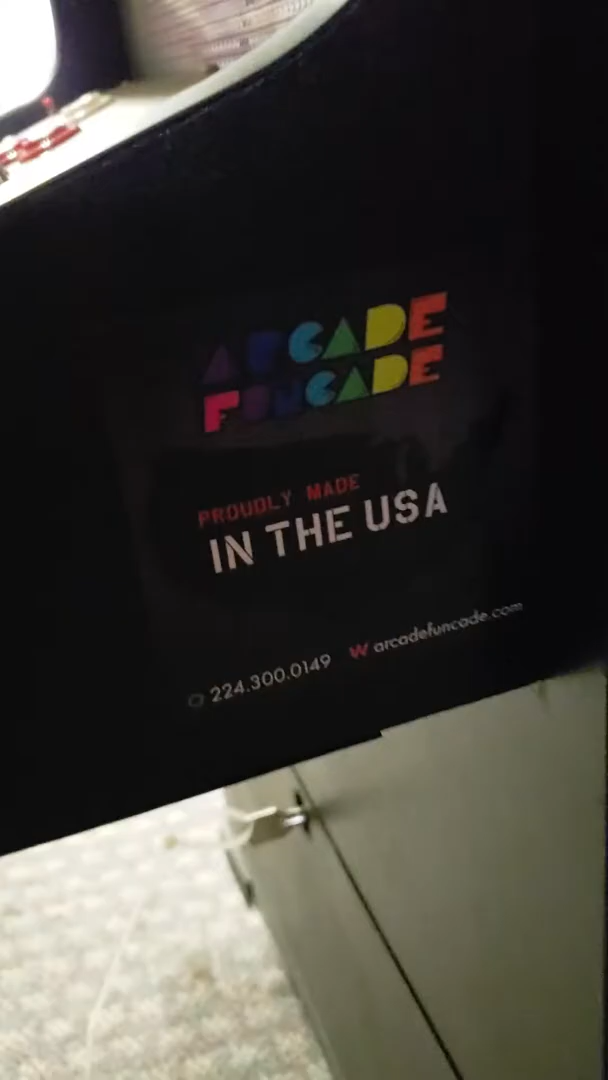 ARCADE
FUNCADE
PROUDLY MADE
IN THE USA
O 224.300.0149 W arcadefuncade.com